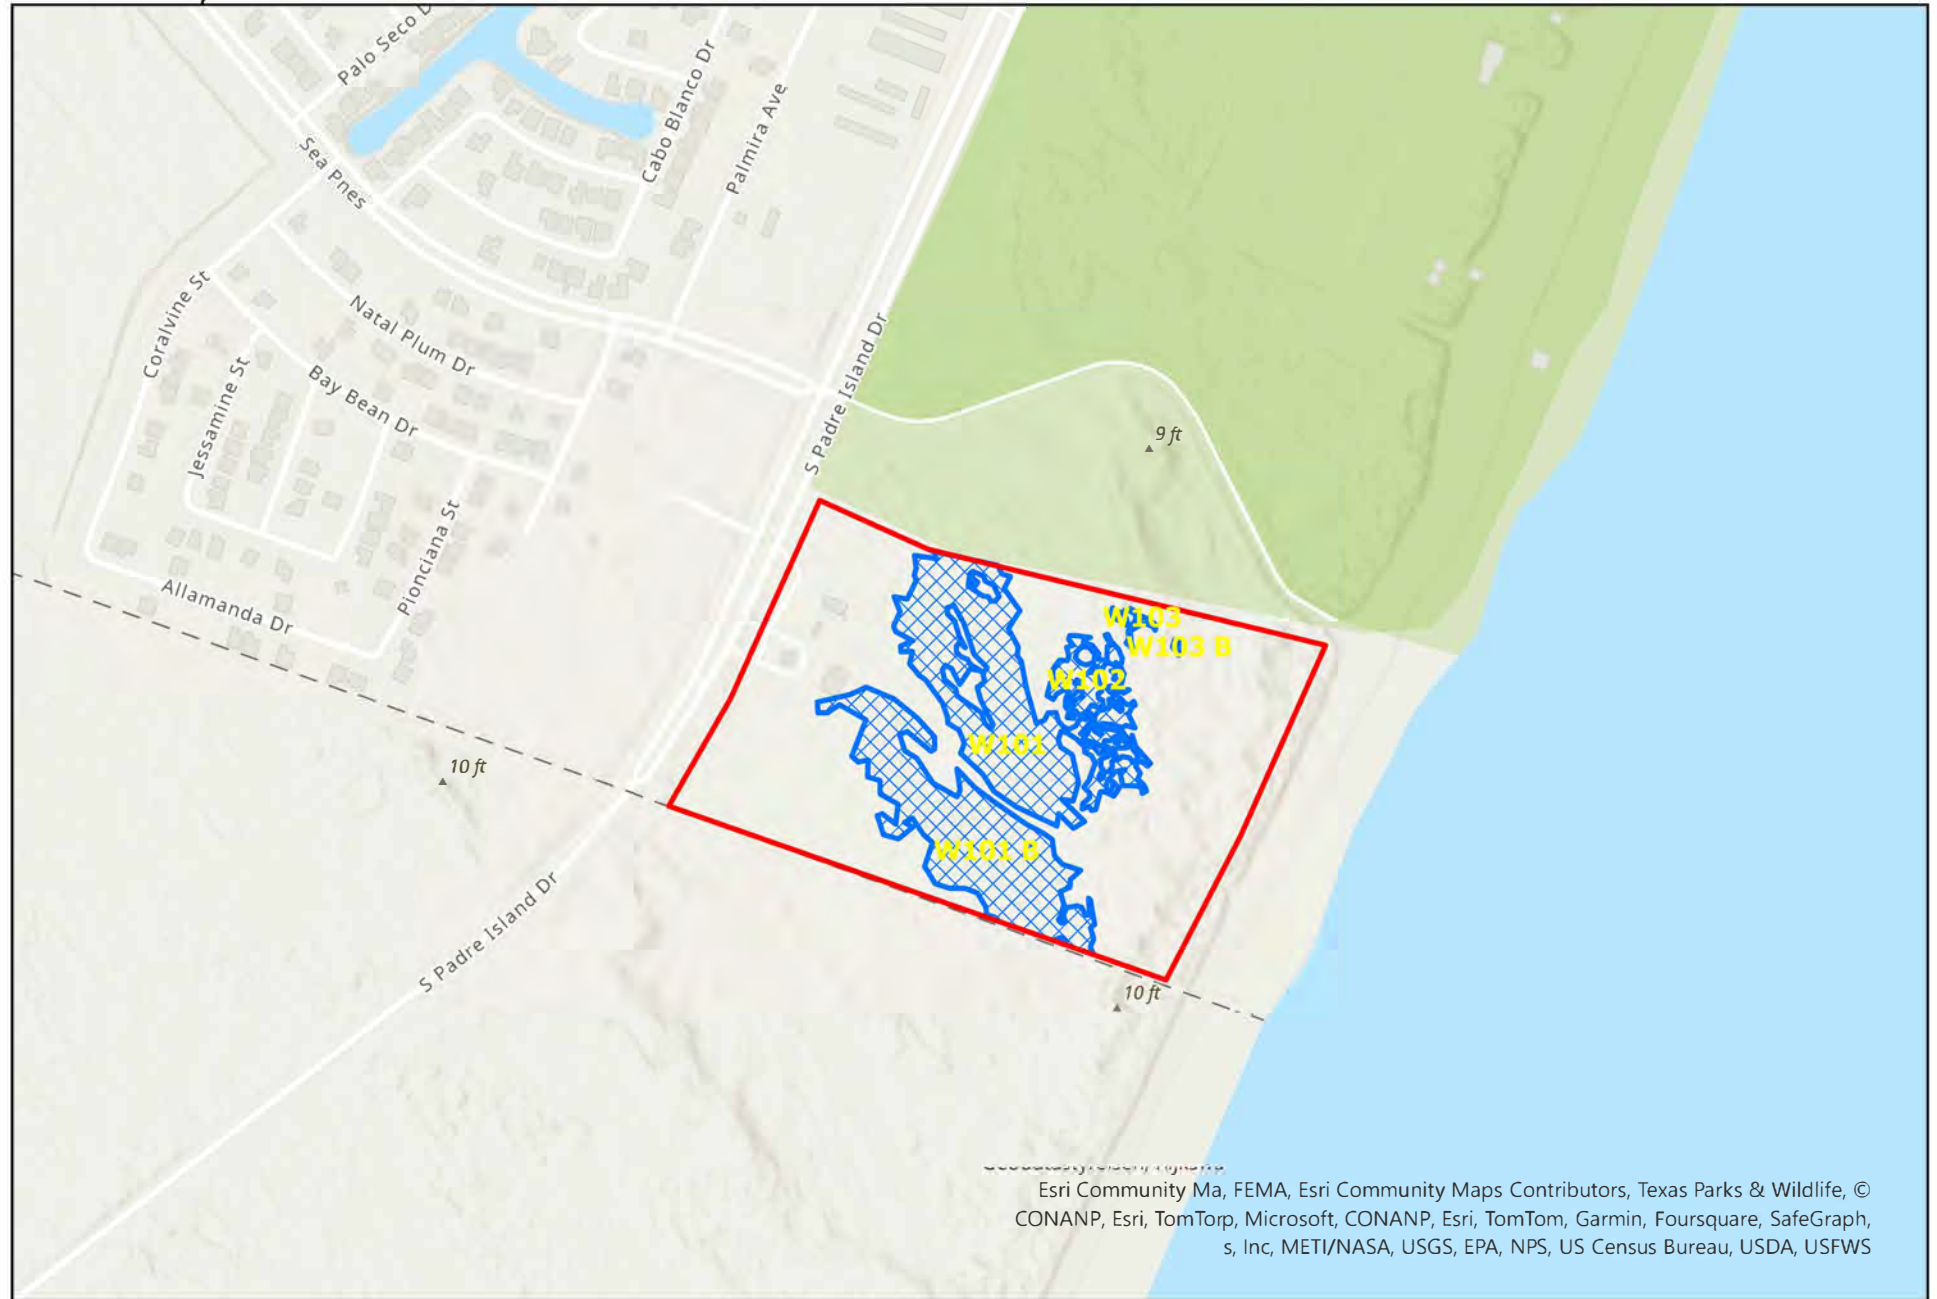 Palo Seco D
Cabo Blanco Dr
Palmira Ave
Sea Pnes
Coralvine St
Natal Plum Dr
S Padre Island Dr
Jessamine St
Bay Bean Dr
9 ft
Pionciana St
Allamanda Dr
W103
W103 B
W102
W101
10 ft
W101 B
S Padre Island Dr
10 ft
Esri Community Ma, FEMA, Esri Community Maps Contributors, Texas Parks & Wildlife, ©
CONANP, Esri, TomTorp, Microsoft, CONANP, Esri, TomTom, Garmin, Foursquare, SafeGraph,
s, Inc, METI/NASA, USGS, EPA, NPS, US Census Bureau, USDA, USFWS